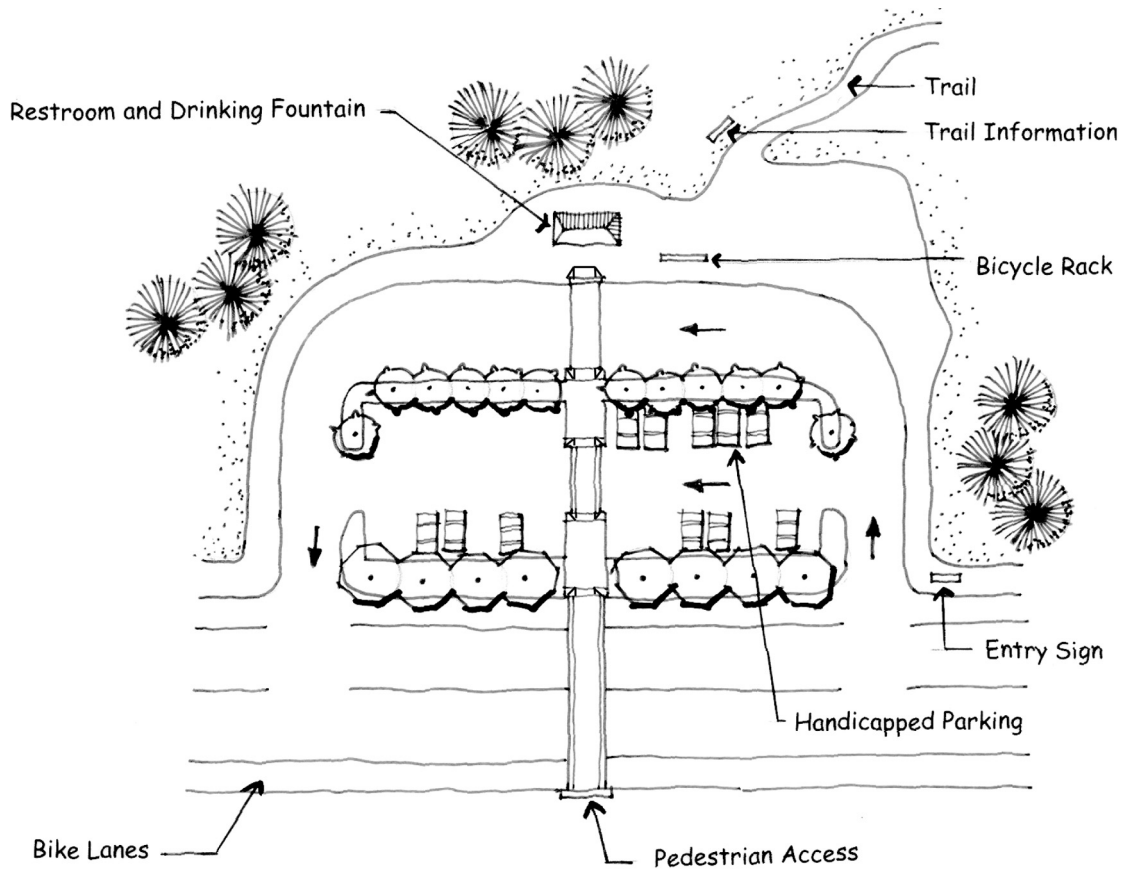 Trail
Restroom and Drinking Fountain
Trail Information
Bicycle Rack
Entry Sign
Handicapped Parking
Bike Lanes
Pedestrian Access